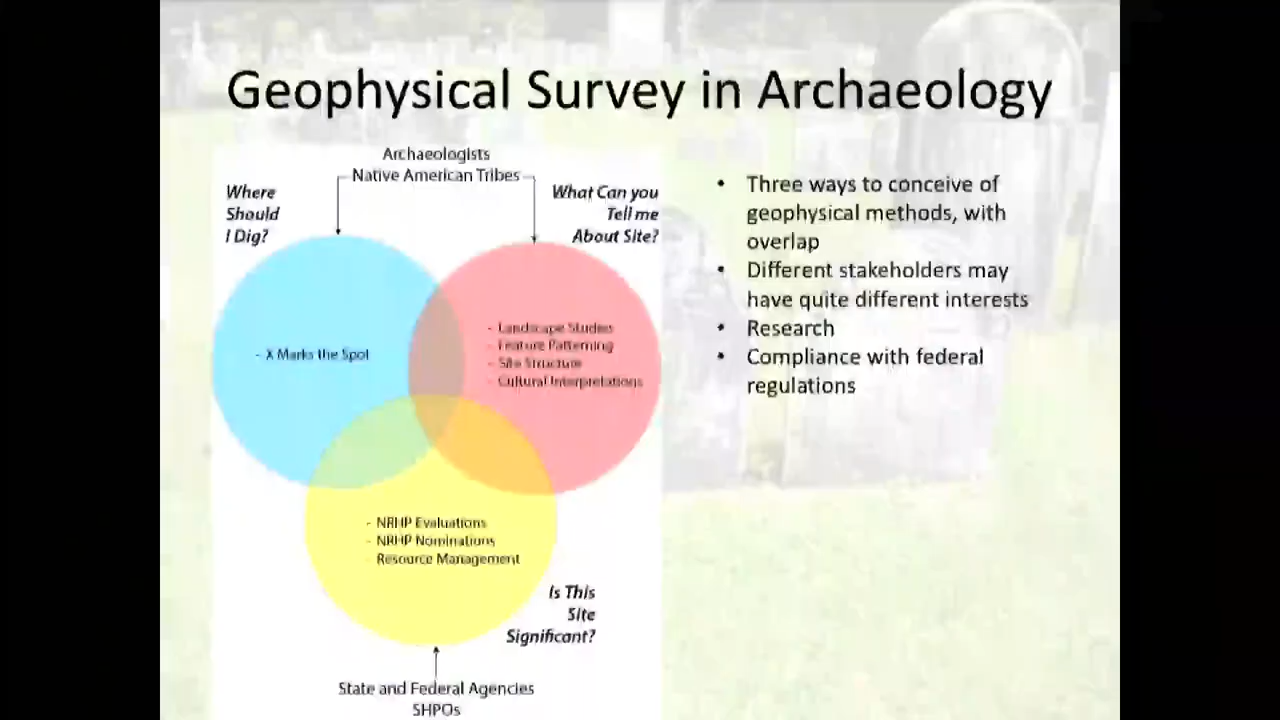 Geophysical Survey in Archaeology
Archaeologists
Native American Tribes
Where
Should
I Dig?
What Can you
Tell me
About Site?
- X Marks the Spot
- Landscape Studies
- Feature Patterning
- Site Structure
- Cultural Interpretations
- NRHP Evaluations
- NRHP Nominations
- Resource Management
Is This
Site
Significant?
State and Federal Agencies
SHPOs
• Three ways to conceive of
geophysical methods, with
overlap
• Different stakeholders may
have quite different interests
• Research
• Compliance with federal
regulations